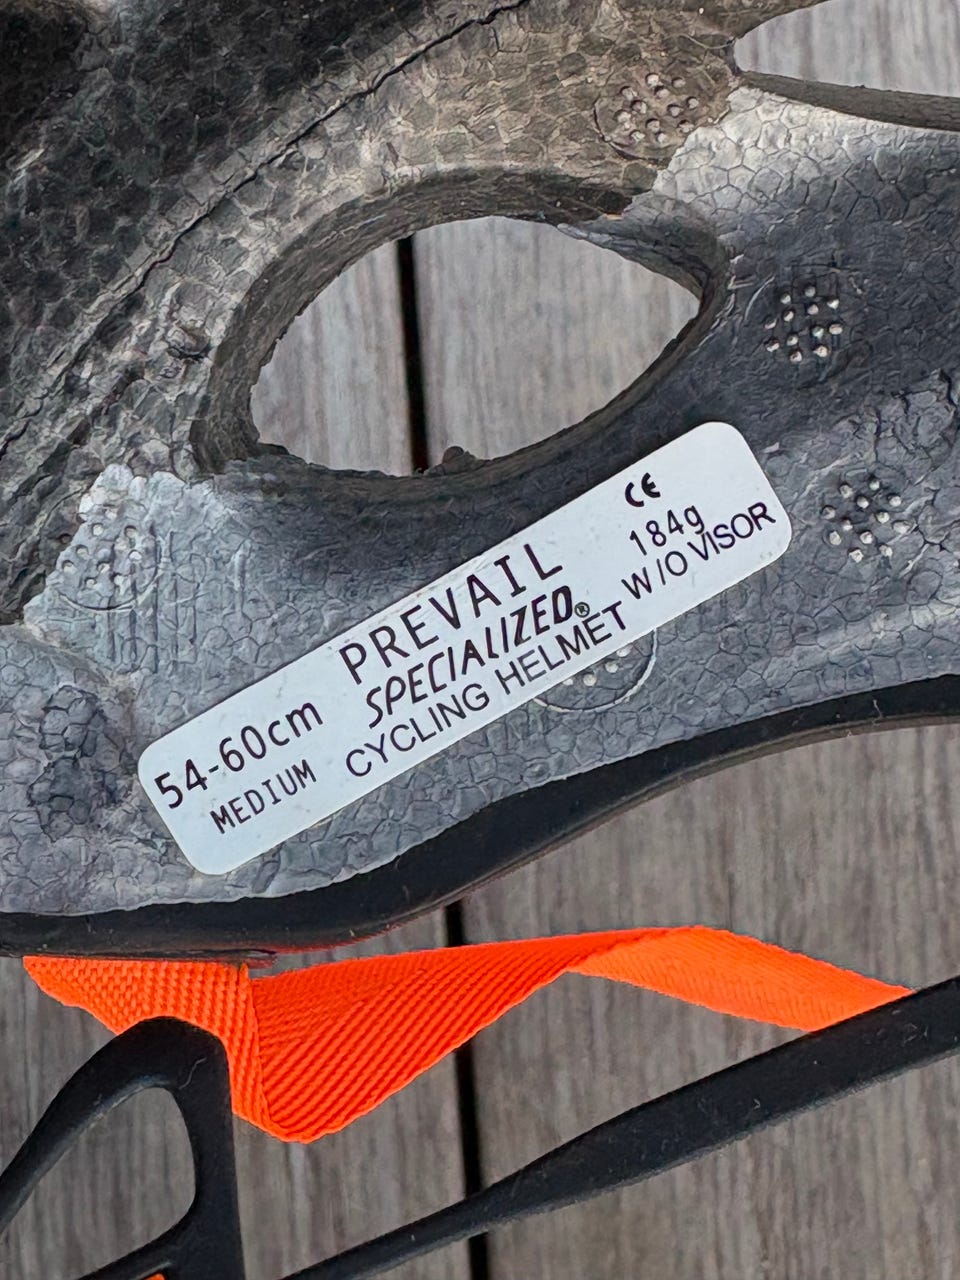 54-60cm
MEDIUM
PREVAIL
SPECIALIZED®
CYCLING HELMET
CE
184g
W/O VISOR